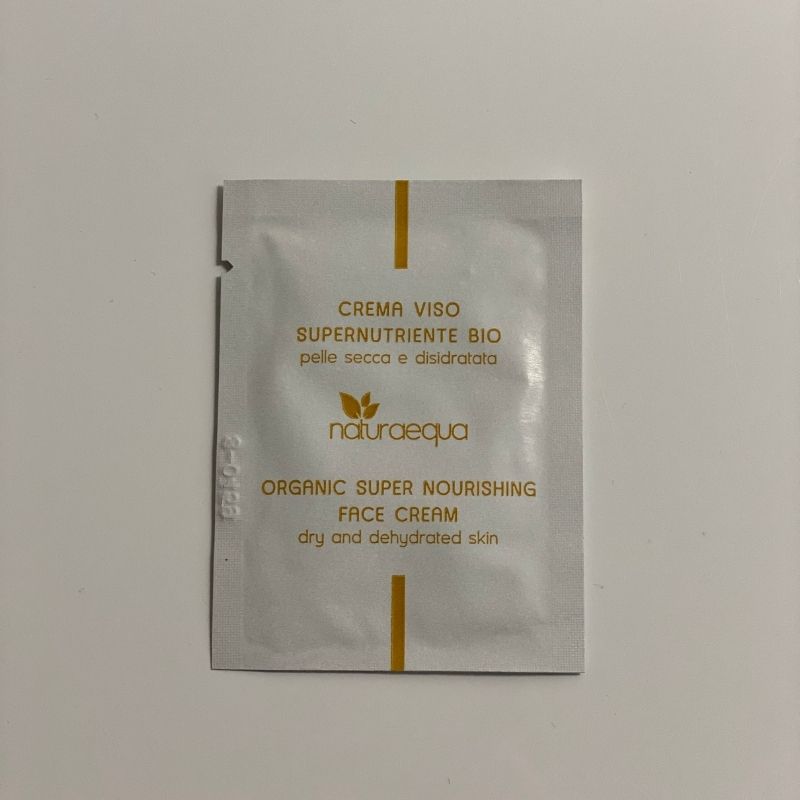 CREMA VISO
SUPERNUTRIENTE BIO
pelle secca e disidratata
naturaequa
ORGANIC SUPER NOURISHING
FACE CREAM
dry and dehydrated skin